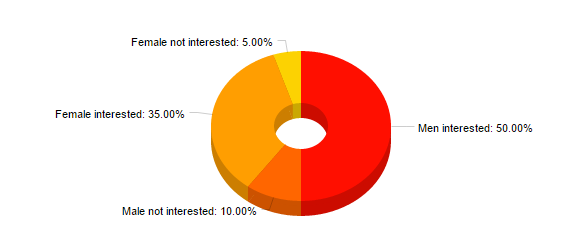 Female not interested: 5.00%
Female interested: 35.00%
Men interested: 50.00%
Male not interested: 10.00%